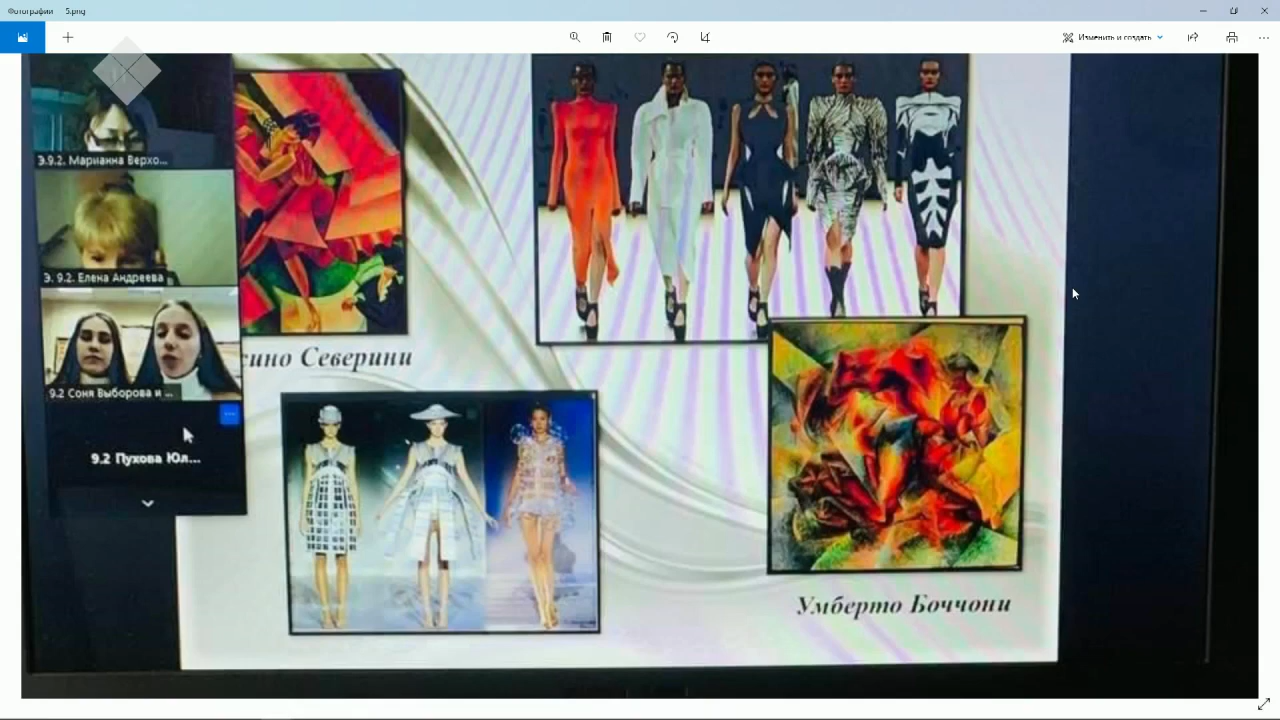 Фотографии - 5.png
Изменить и создать
Э.9.2. Марианна Верхо...
Э. 9.2. Елена Андреева
9.2 Соня Выборова и ...
9.2 Пухова Юл...
ино Северини
Умберто Боччони